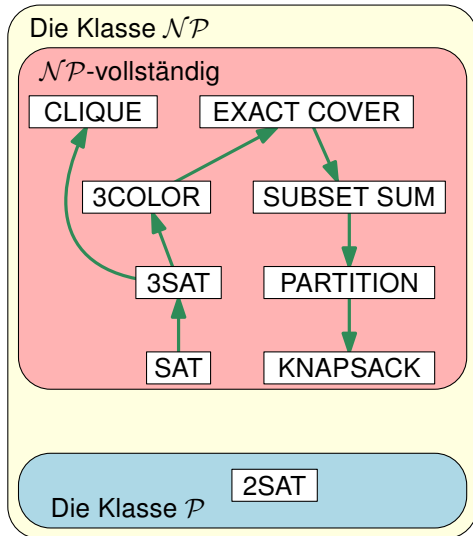 Die Klasse 𝒩𝒫
𝒩𝒫-vollständig
CLIQUE
EXACT COVER
3COLOR
SUBSET SUM
3SAT
PARTITION
SAT
KNAPSACK
2SAT
Die Klasse 𝒫